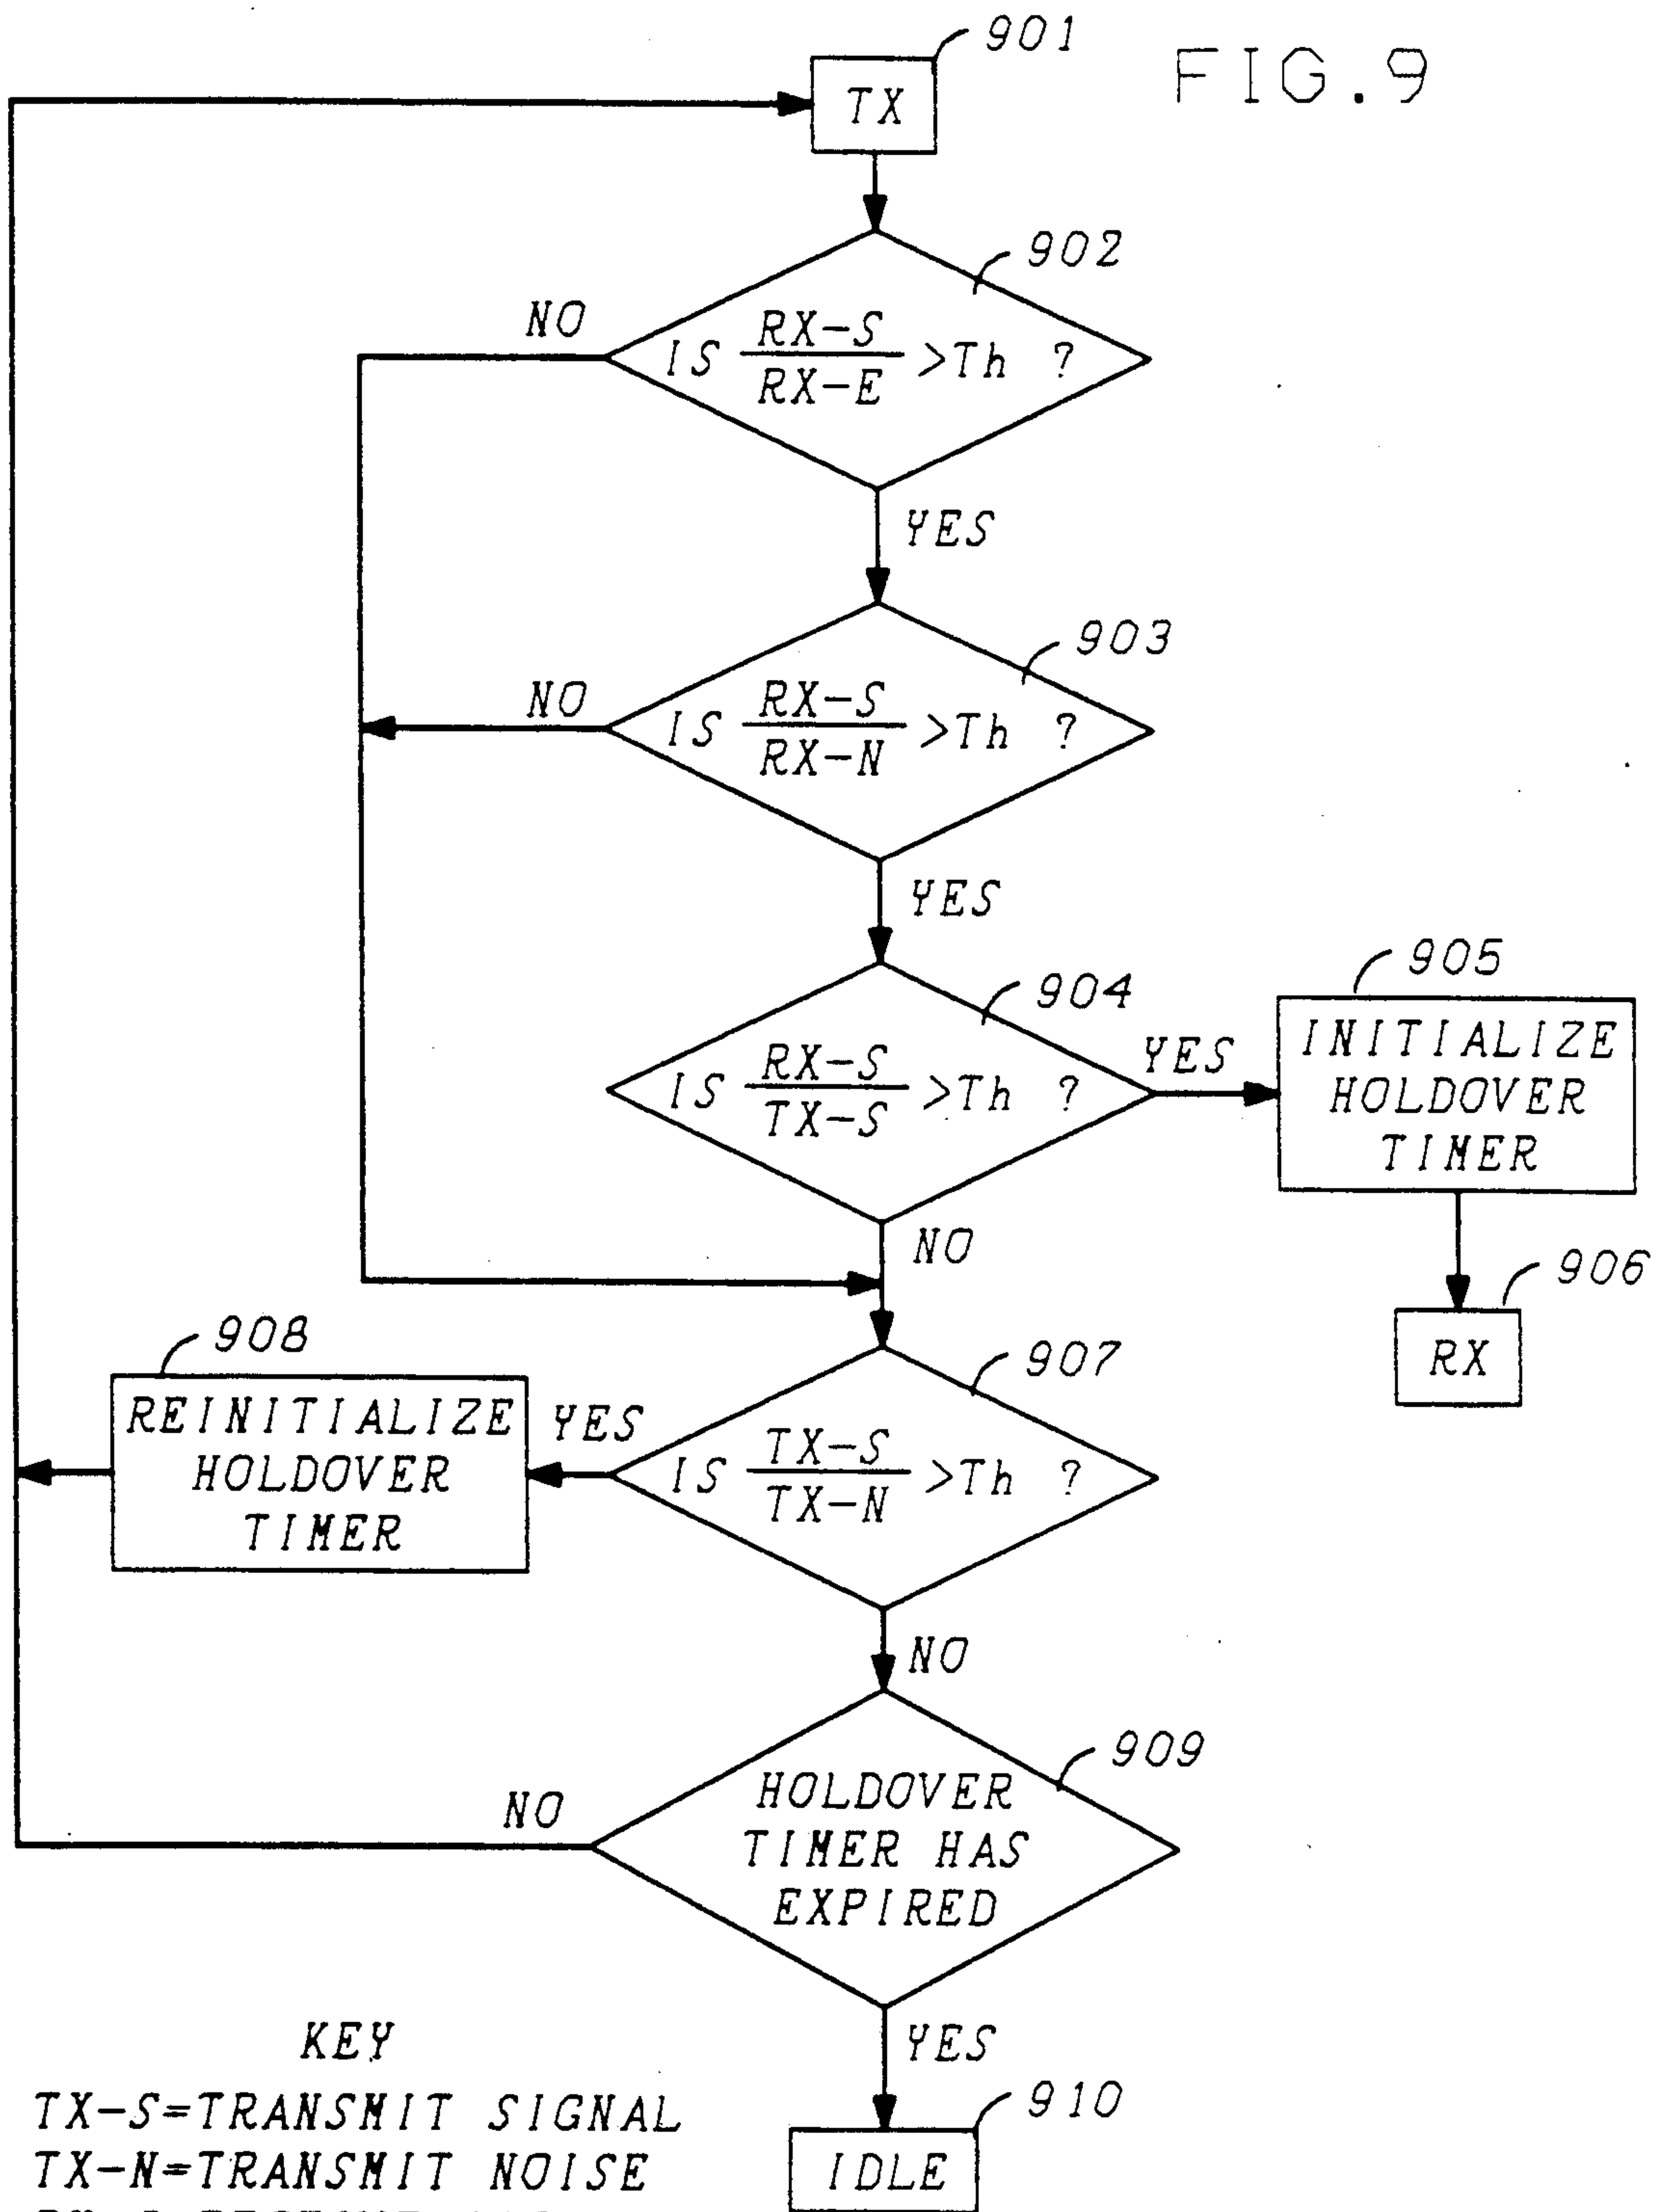 FIG.9
901
TX
902
NO
IS RX-S / RX-E >Th ?
YES
903
NO
IS RX-S / RX-N >Th ?
YES
904
IS RX-S / TX-S >Th ?
YES
905
INITIALIZE
HOLDOVER
TIMER
NO
906
RX
907
908
REINITIALIZE
HOLDOVER
TIMER
YES
IS TX-S / TX-N >Th ?
NO
909
NO
HOLDOVER
TIMER HAS
EXPIRED
YES
910
IDLE
KEY
TX-S=TRANSMIT SIGNAL
TX-N=TRANSMIT NOISE